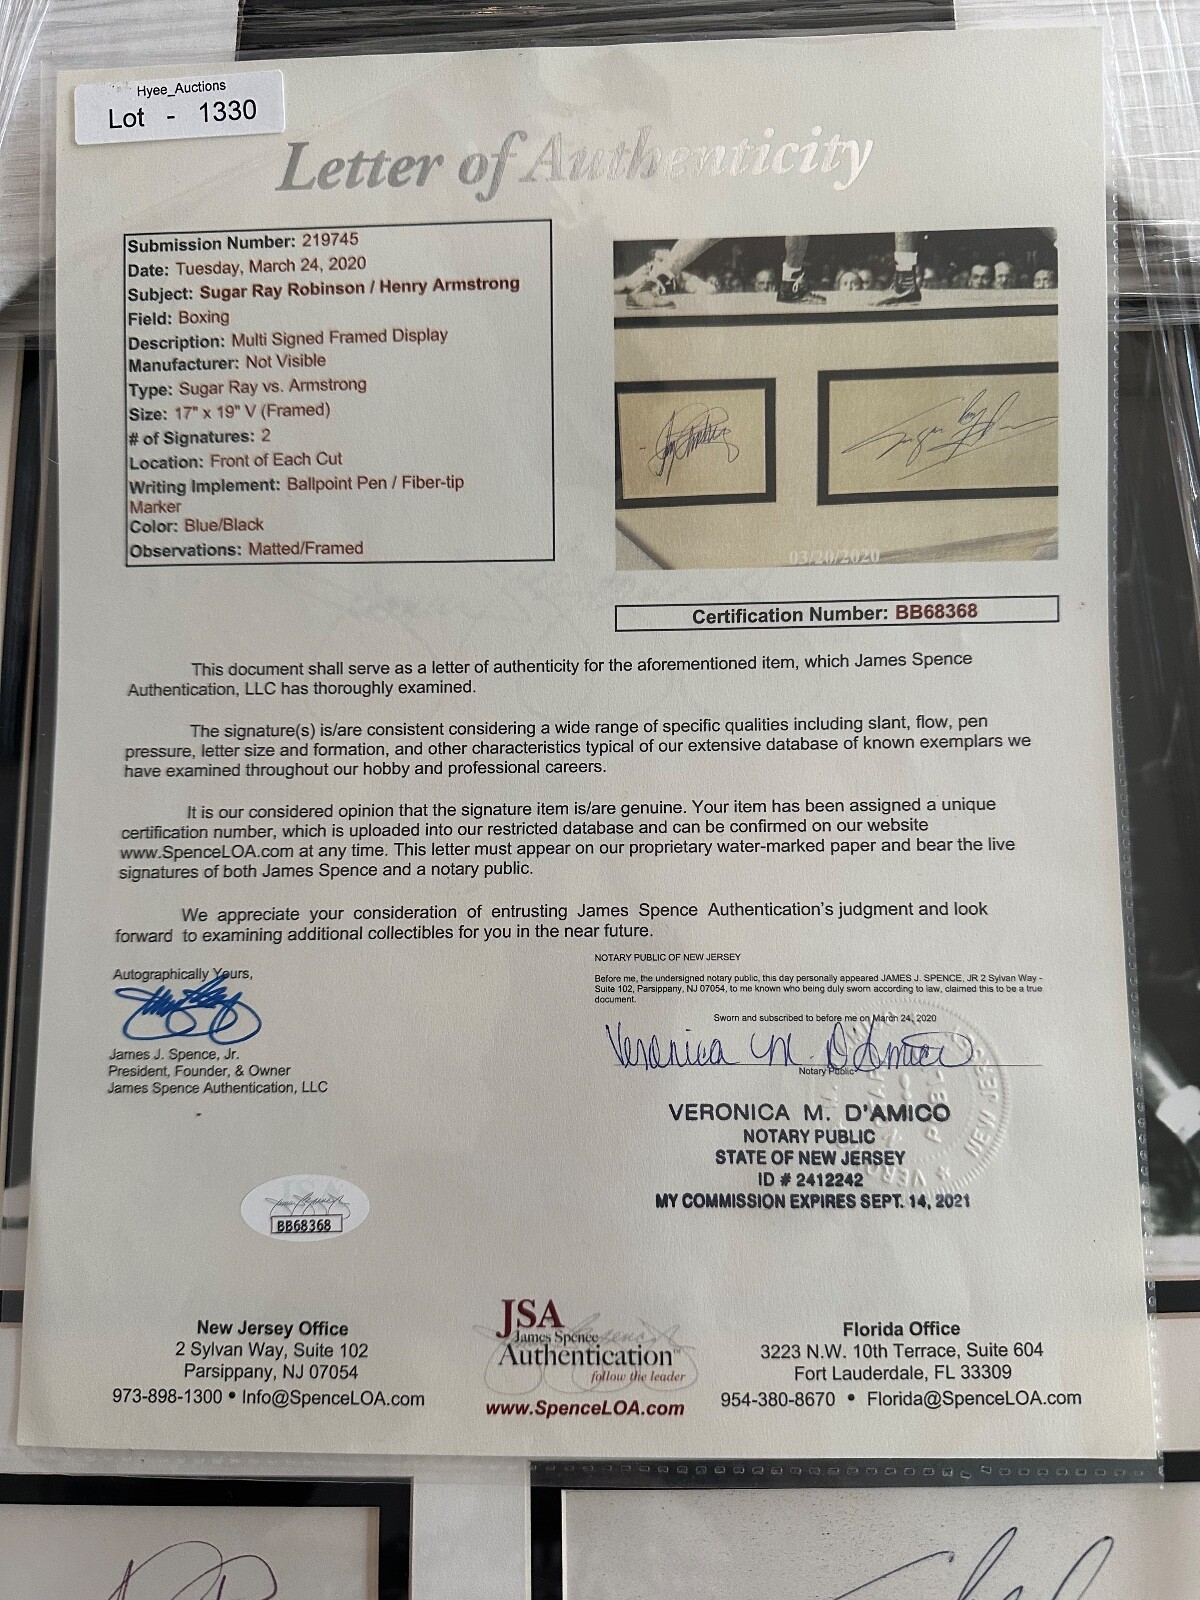 Hyee_Auctions
Lot - 1330
Letter of Authenticity
Submission Number: 219745
Date: Tuesday, March 24, 2020
Subject: Sugar Ray Robinson / Henry Armstrong
Field: Boxing
Description: Multi Signed Framed Display
Manufacturer: Not Visible
Type: Sugar Ray vs. Armstrong
Size: 17" x 19" V (Framed)
# of Signatures: 2
Location: Front of Each Cut
Writing Implement: Ballpoint Pen / Fiber-tip
Marker
Color: Blue/Black
Observations: Matted/Framed
03/20/2020
Certification Number: BB68368
This document shall serve as a letter of authenticity for the aforementioned item, which James Spence
Authentication, LLC has thoroughly examined.
The signature(s) is/are consistent considering a wide range of specific qualities including slant, flow, pen
pressure, letter size and formation, and other characteristics typical of our extensive database of known exemplars we
have examined throughout our hobby and professional careers.
It is our considered opinion that the signature item is/are genuine. Your item has been assigned a unique
certification number, which is uploaded into our restricted database and can be confirmed on our website
www.SpenceLOA.com at any time. This letter must appear on our proprietary water-marked paper and bear the live
signatures of both James Spence and a notary public.
We appreciate your consideration of entrusting James Spence Authentication's judgment and look
forward to examining additional collectibles for you in the near future.
NOTARY PUBLIC OF NEW JERSEY
Before me, the undersigned notary public, this day personally appeared JAMES J. SPENCE, JR 2 Sylvan Way -
Suite 102, Parsippany, NJ 07054, to me known who being duly sworn according to law, claimed this to be a true
document.
Sworn and subscribed to before me on March 24, 2020
Veronica M. D'Amico
Notary Public
Autographically Yours,
James J. Spence, Jr.
President, Founder, & Owner
James Spence Authentication, LLC
VERONICA M. D'AMICO
NOTARY PUBLIC
STATE OF NEW JERSEY
ID # 2412242
MY COMMISSION EXPIRES SEPT. 14, 2021
JSA
BB68368
New Jersey Office
2 Sylvan Way, Suite 102
Parsippany, NJ 07054
973-898-1300 • Info@SpenceLOA.com
JSA
James Spence
Authentication™
follow the leader
www.SpenceLOA.com
Florida Office
3223 N.W. 10th Terrace, Suite 604
Fort Lauderdale, FL 33309
954-380-8670 • Florida@SpenceLOA.com